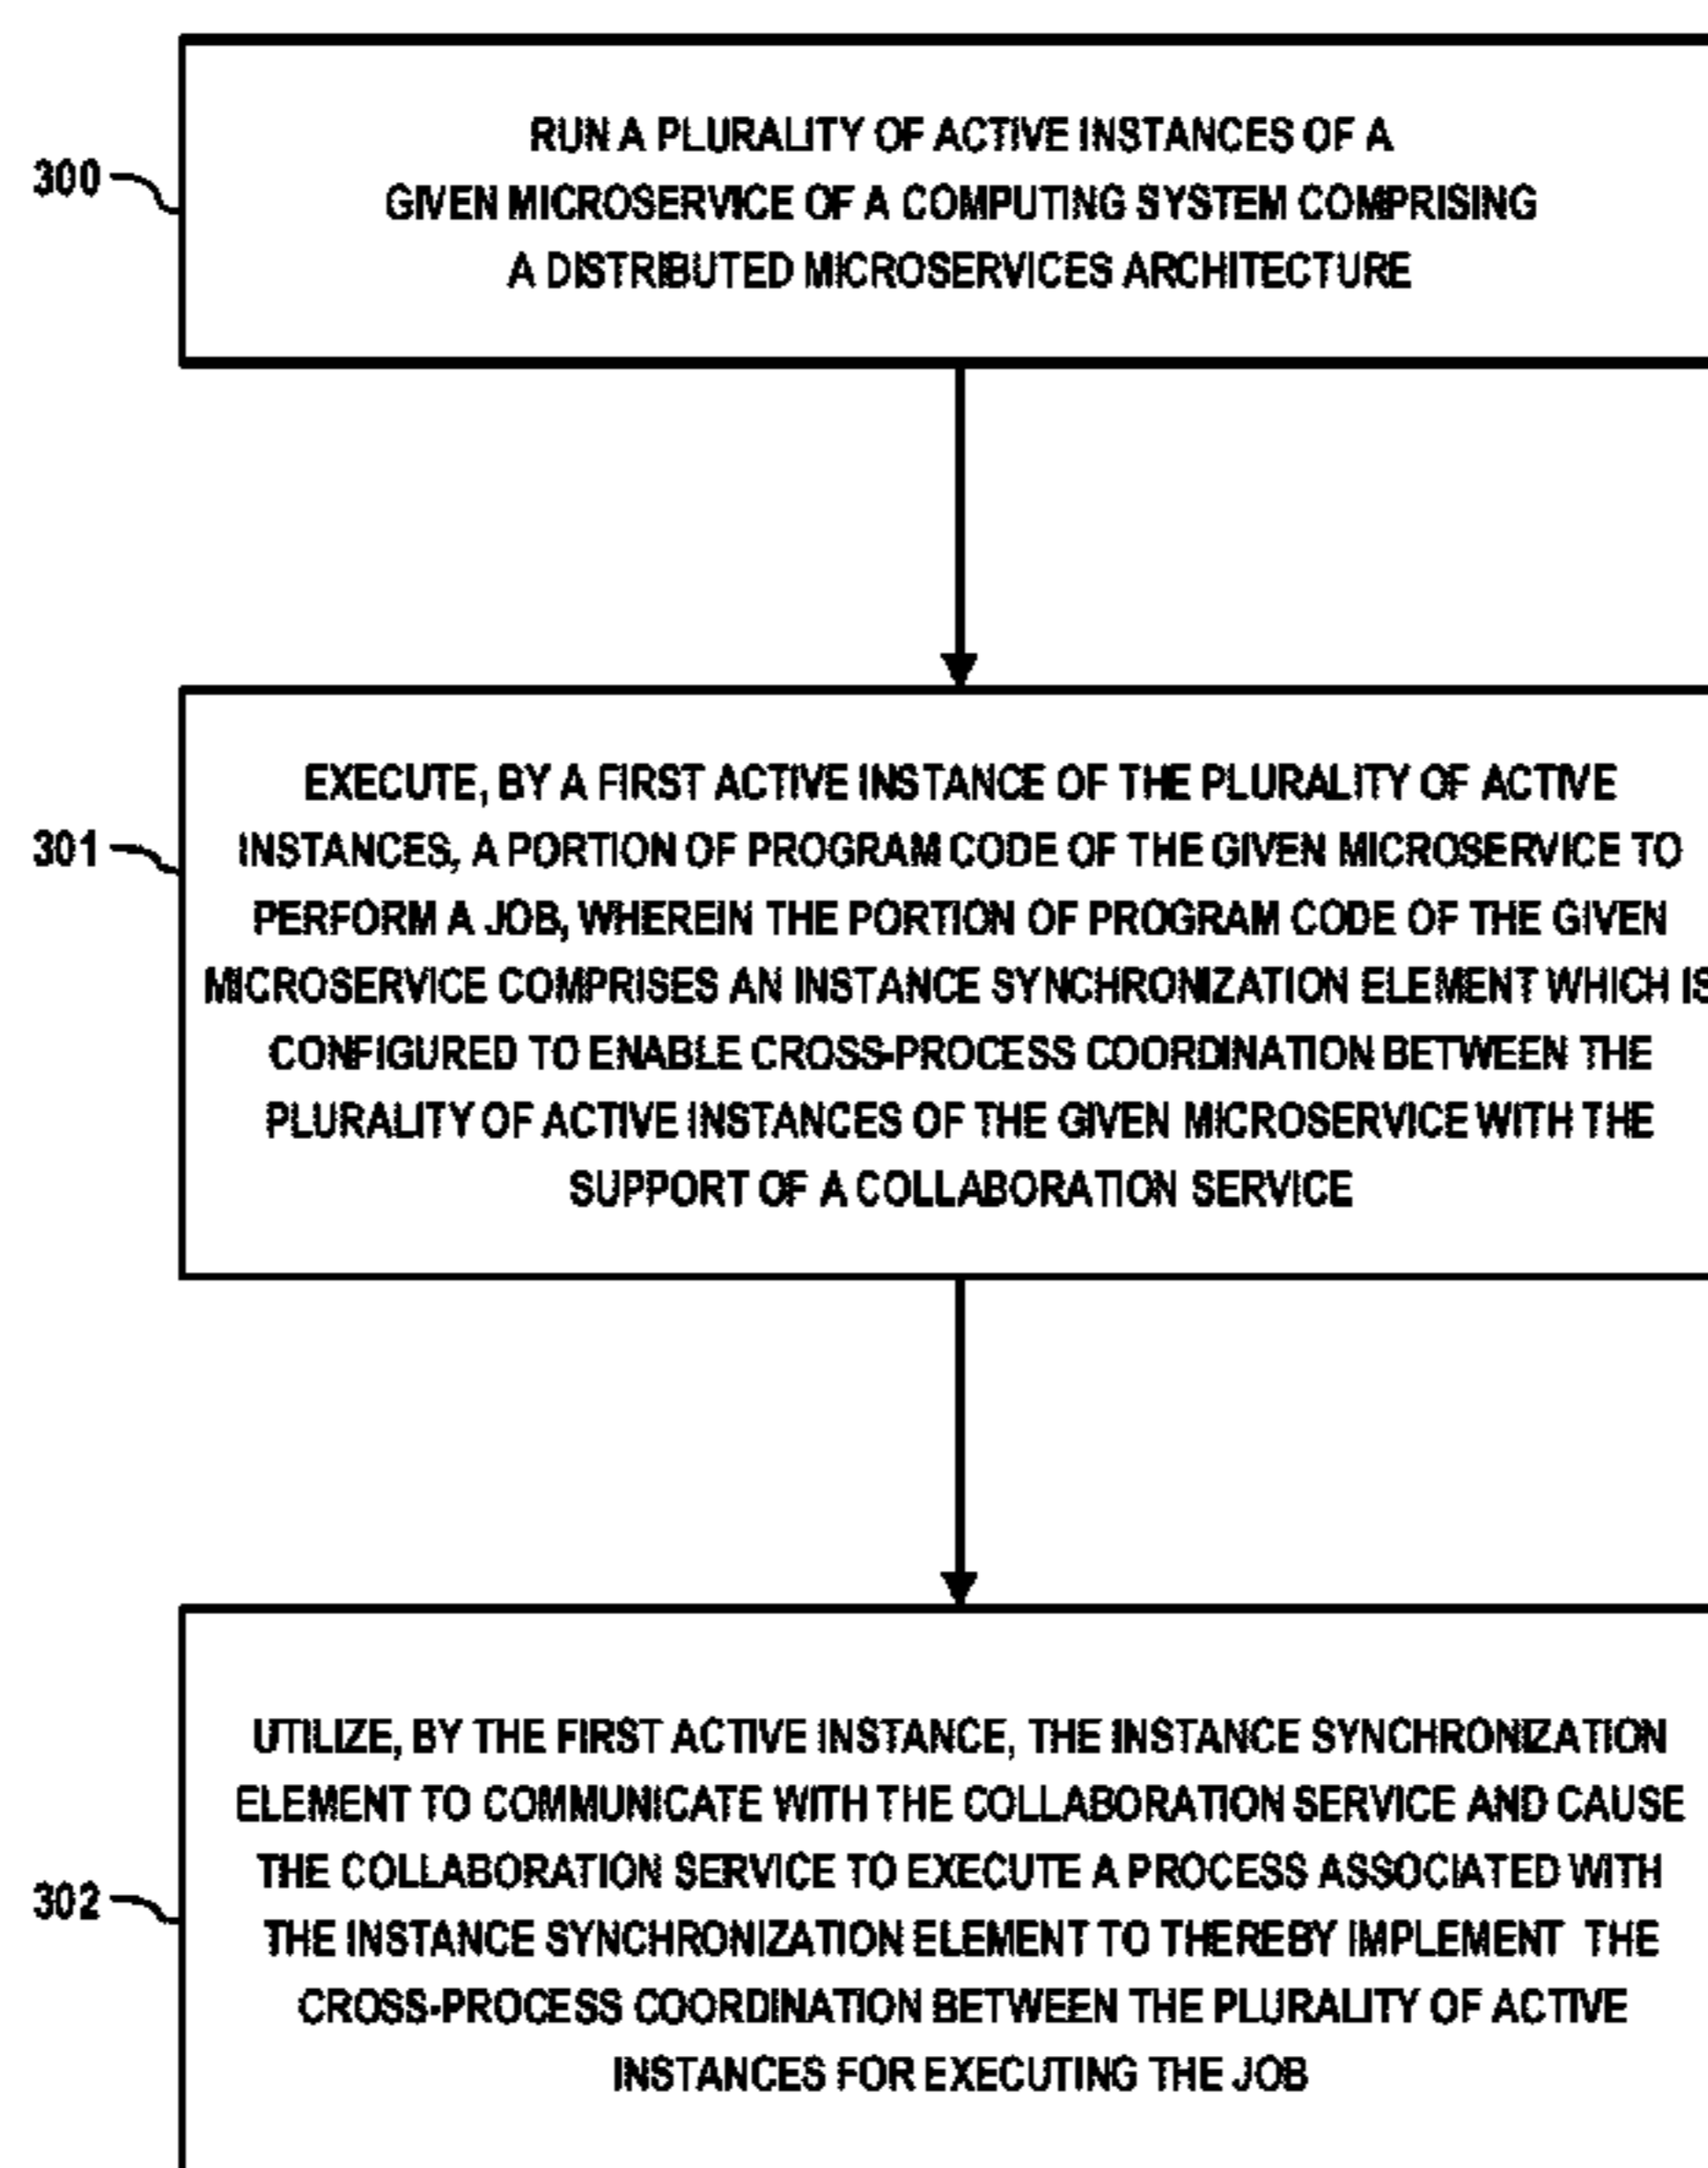 300
RUN A PLURALITY OF ACTIVE INSTANCES OF A
GIVEN MICROSERVICE OF A COMPUTING SYSTEM COMPRISING
A DISTRIBUTED MICROSERVICES ARCHITECTURE
301
EXECUTE, BY A FIRST ACTIVE INSTANCE OF THE PLURALITY OF ACTIVE
INSTANCES, A PORTION OF PROGRAM CODE OF THE GIVEN MICROSERVICE TO
PERFORM A JOB, WHEREIN THE PORTION OF PROGRAM CODE OF THE GIVEN
MICROSERVICE COMPRISES AN INSTANCE SYNCHRONIZATION ELEMENT WHICH IS
CONFIGURED TO ENABLE CROSS-PROCESS COORDINATION BETWEEN THE
PLURALITY OF ACTIVE INSTANCES OF THE GIVEN MICROSERVICE WITH THE
SUPPORT OF A COLLABORATION SERVICE
302
UTILIZE, BY THE FIRST ACTIVE INSTANCE, THE INSTANCE SYNCHRONIZATION
ELEMENT TO COMMUNICATE WITH THE COLLABORATION SERVICE AND CAUSE
THE COLLABORATION SERVICE TO EXECUTE A PROCESS ASSOCIATED WITH
THE INSTANCE SYNCHRONIZATION ELEMENT TO THEREBY IMPLEMENT THE
CROSS-PROCESS COORDINATION BETWEEN THE PLURALITY OF ACTIVE
INSTANCES FOR EXECUTING THE JOB